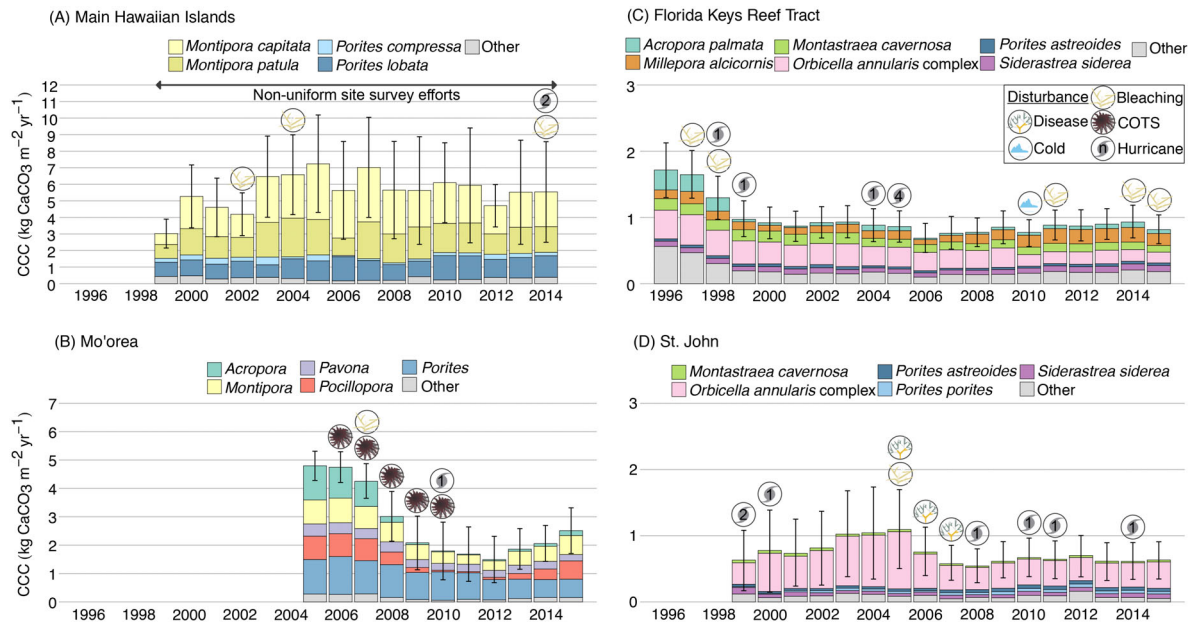 (A) Main Hawaiian Islands
Montipora capitata Porites compressa Other
Montipora patula Porites lobata
CCC (kg CaCO3 m-2 yr-1)
12
11
10
9
8
7
6
5
4
3
2
1
0
Non-uniform site survey efforts
2
1996 1998 2000 2002 2004 2006 2008 2010 2012 2014
(C) Florida Keys Reef Tract
Acropora palmata Montastraea cavernosa Porites astreoides Other
Millepora alcicornis Orbicella annularis complex Siderastrea siderea
3
2
1
0
Disturbance Bleaching
Disease COTS
Cold n Hurricane
1
1
1 4
1996 1998 2000 2002 2004 2006 2008 2010 2012 2014
(B) Mo'orea
Acropora Pavona Porites
Montipora Pocillopora Other
CCC (kg CaCO3 m-2 yr-1)
7
6
5
4
3
2
1
0
1
1996 1998 2000 2002 2004 2006 2008 2010 2012 2014
(D) St. John
Montastraea cavernosa Porites astreoides Siderastrea siderea
Orbicella annularis complex Porites porites Other
3
2
1
0
2 1 1 1 1 1
1996 1998 2000 2002 2004 2006 2008 2010 2012 2014